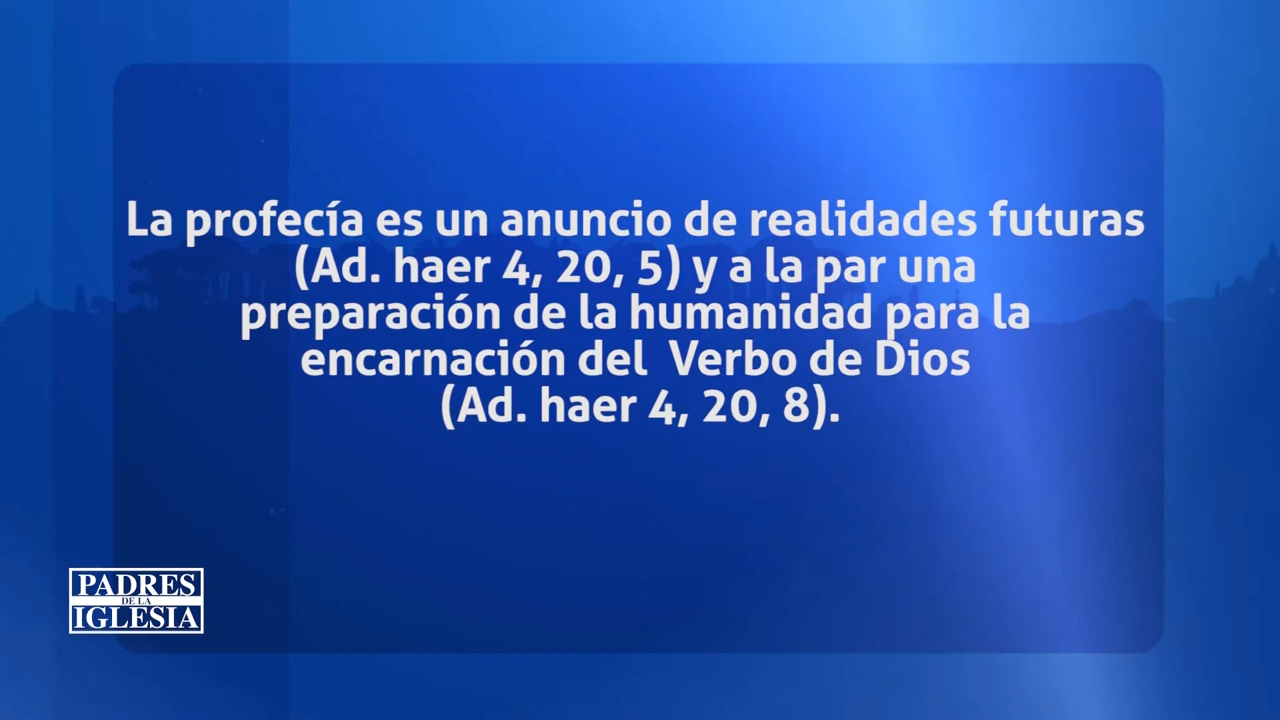 La profecía es un anuncio de realidades futuras
(Ad. haer 4, 20, 5) y a la par una
preparación de la humanidad para la
encarnación del  Verbo de Dios
(Ad. haer 4, 20, 8).
PADRES
DE LA
IGLESIA